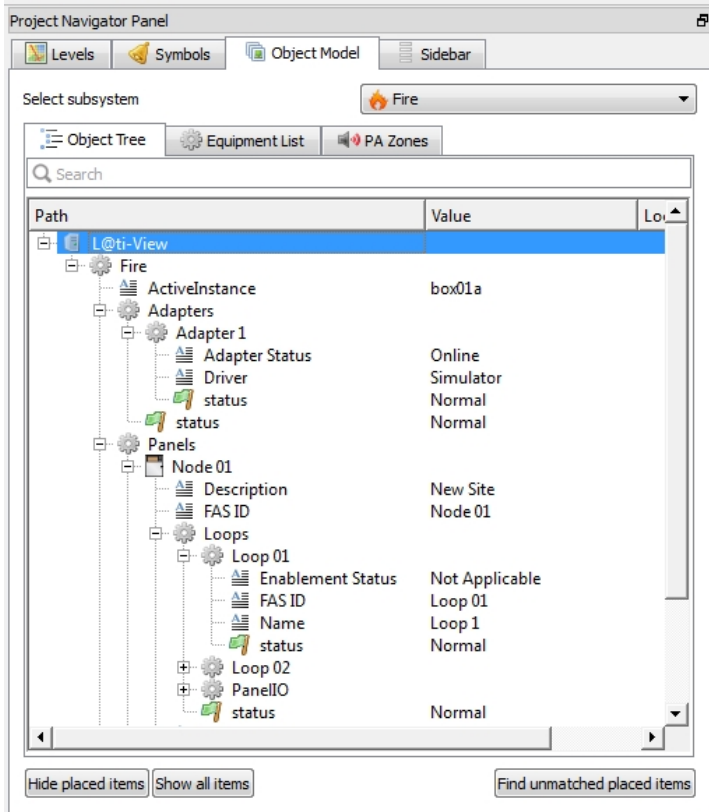 Project Navigator Panel
Levels Symbols Object Model Sidebar
Select subsystem Fire
Object Tree Equipment List PA Zones
Search
Path Value
L@ti-View
Fire
ActiveInstance box01a
Adapters
Adapter 1
Adapter Status Online
Driver Simulator
status Normal
status Normal
Panels
Node 01
Description New Site
FAS ID Node 01
Loops
Loop 01
Enablement Status Not Applicable
FAS ID Loop 01
Name Loop 1
status Normal
Loop 02
PanelIO
status Normal
Hide placed items Show all items Find unmatched placed items